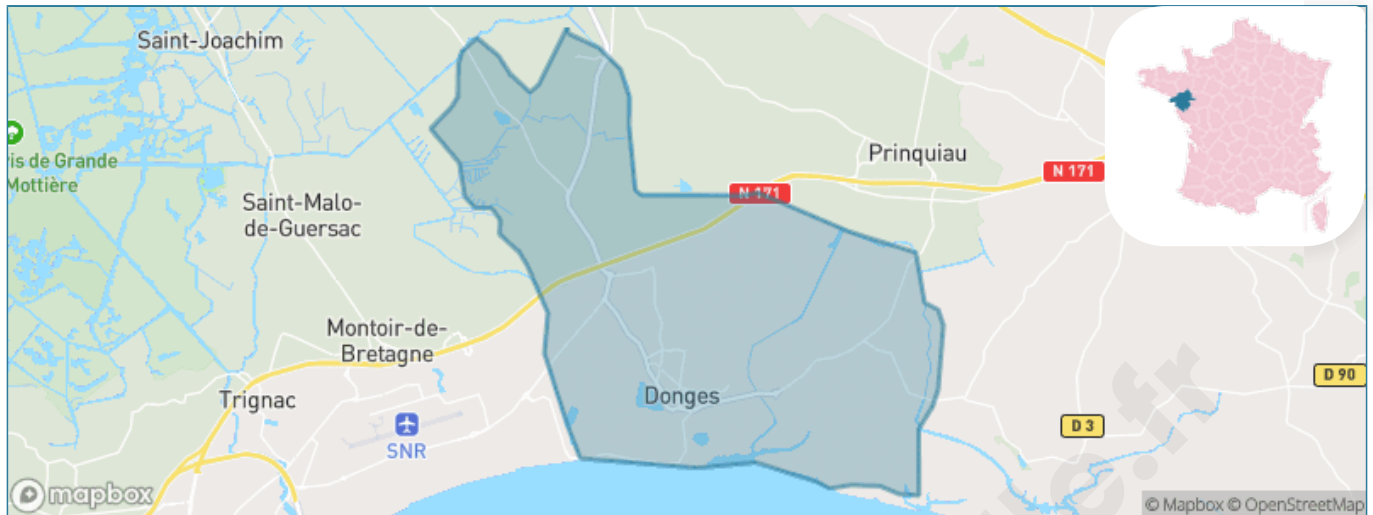 Saint-Joachim
Prinquiau
N 171
N 171
is de Grande
Mottière
Saint-Malo-
de-Guersac
Montoir-de-
Bretagne
Trignac
Donges
D 90
D 3
SNR
mapbox
© Mapbox © OpenStreetMap